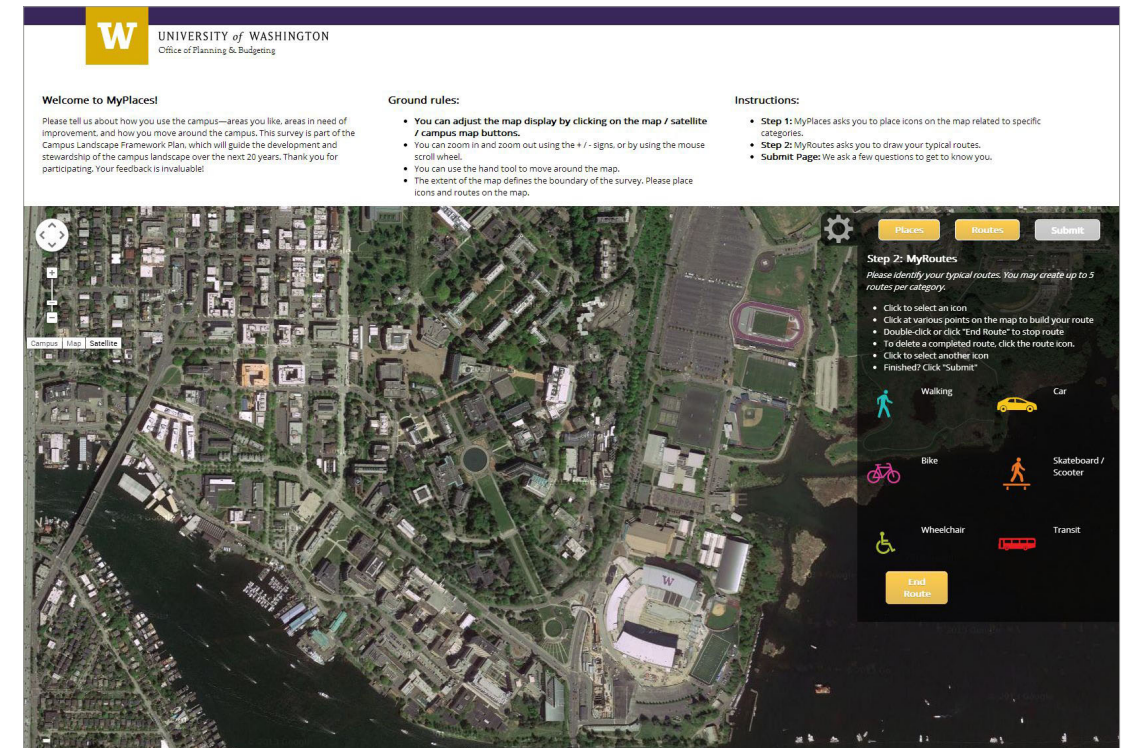 W
UNIVERSITY of WASHINGTON
Office of Planning & Budgeting
Welcome to MyPlaces!
Please tell us about how you use the campus—areas you like, areas in need of
improvement, and how you move around the campus. This survey is part of the
Campus Landscape Framework Plan, which will guide the development and
stewardship of the campus landscape over the next 20 years. Thank you for
participating. Your feedback is invaluable!
Ground rules:
• You can adjust the map display by clicking on the map / satellite
/ campus map buttons.
• You can zoom in and zoom out using the + / - signs, or by using the mouse
scroll wheel.
• You can use the hand tool to move around the map.
• The extent of the map defines the boundary of the survey. Please place
icons and routes on the map.
Instructions:
• Step 1: MyPlaces asks you to place icons on the map related to specific
categories.
• Step 2: MyRoutes asks you to draw your typical routes.
• Submit Page: We ask a few questions to get to know you.
Campus Map Satellite
Places Routes Submit
Step 2: MyRoutes
Please identify your typical routes. You may create up to 5
routes per category.
• Click to select an icon
• Click at various points on the map to build your route
• Double-click or click "End Route" to stop route
• To delete a completed route, click the route icon.
• Click to select another icon
• Finished? Click "Submit"
Walking
Car
Bike
Skateboard /
Scooter
Wheelchair
Transit
End
Route
W